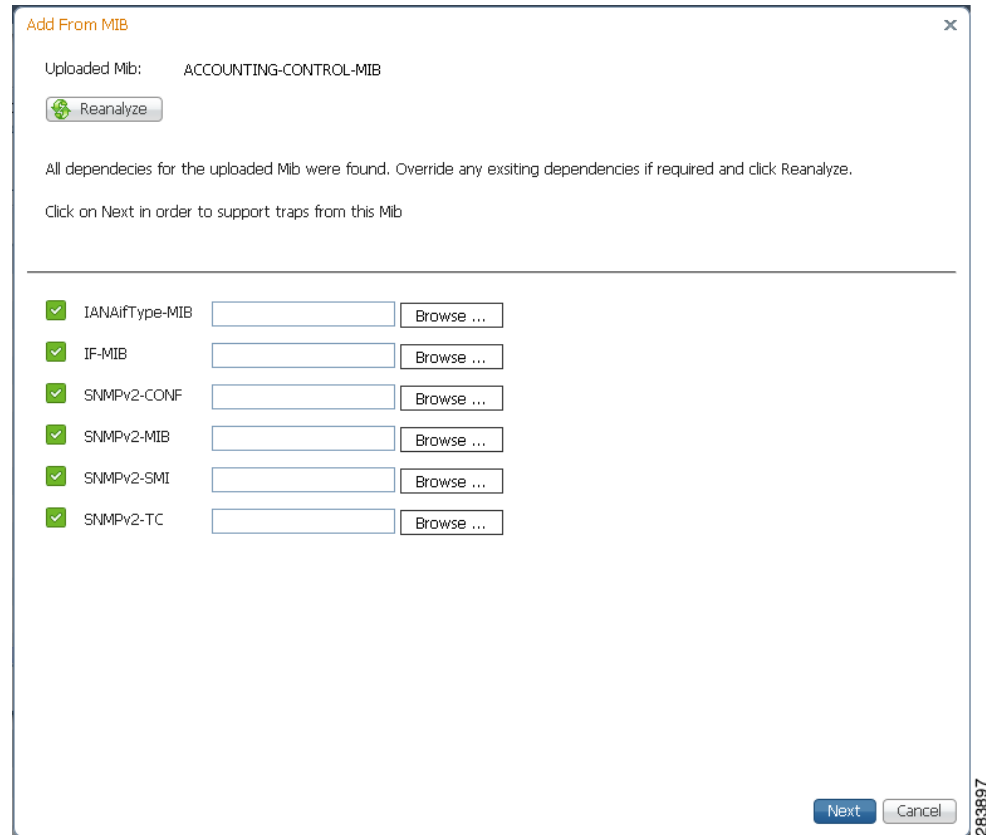 Add From MIB
Uploaded Mib: ACCOUNTING-CONTROL-MIB
Reanalyze
All dependecies for the uploaded Mib were found. Override any exsiting dependencies if required and click Reanalyze.
Click on Next in order to support traps from this Mib
IANAifType-MIB Browse ...
IF-MIB Browse ...
SNMPv2-CONF Browse ...
SNMPv2-MIB Browse ...
SNMPv2-SMI Browse ...
SNMPv2-TC Browse ...
Next Cancel
283897